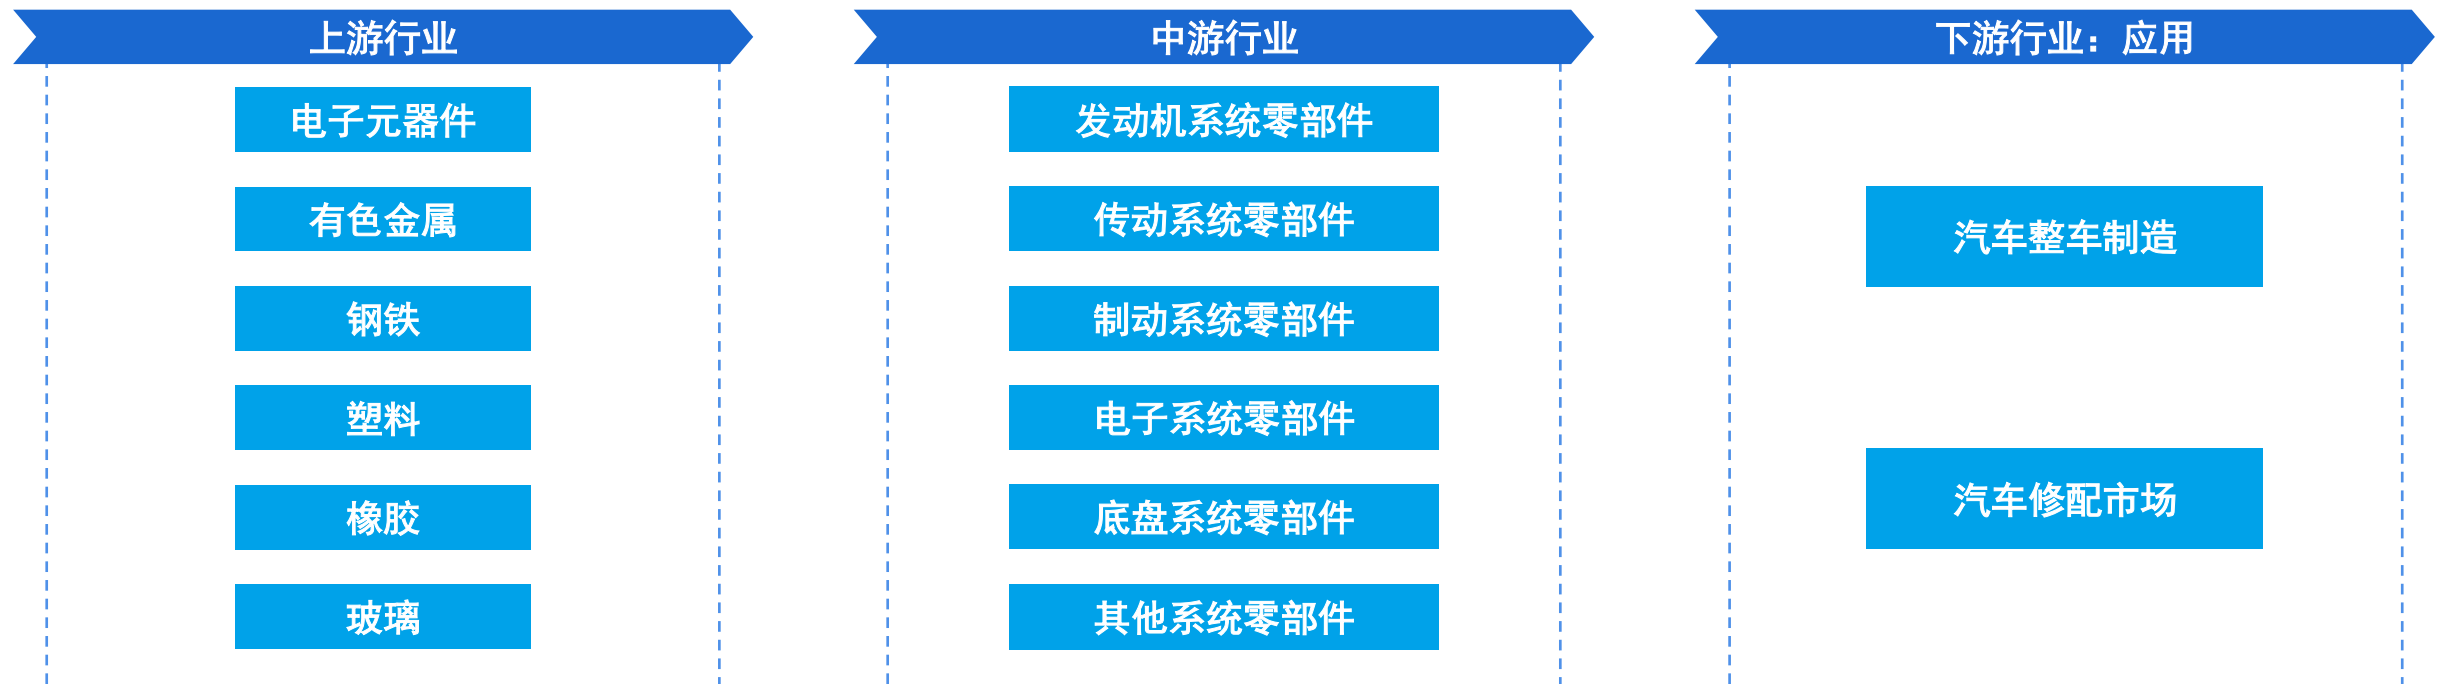 上游行业
电子元器件
有色金属
钢铁
塑料
橡胶
玻璃
中游行业
发动机系统零部件
传动系统零部件
制动系统零部件
电子系统零部件
底盘系统零部件
其他系统零部件
下游行业：应用
汽车整车制造
汽车修配市场